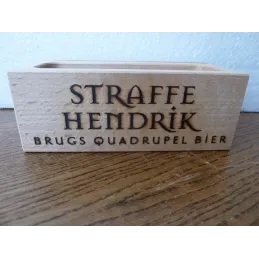 STRAFFE
HENDRIK
BRUGS QUADRUPEL BIER